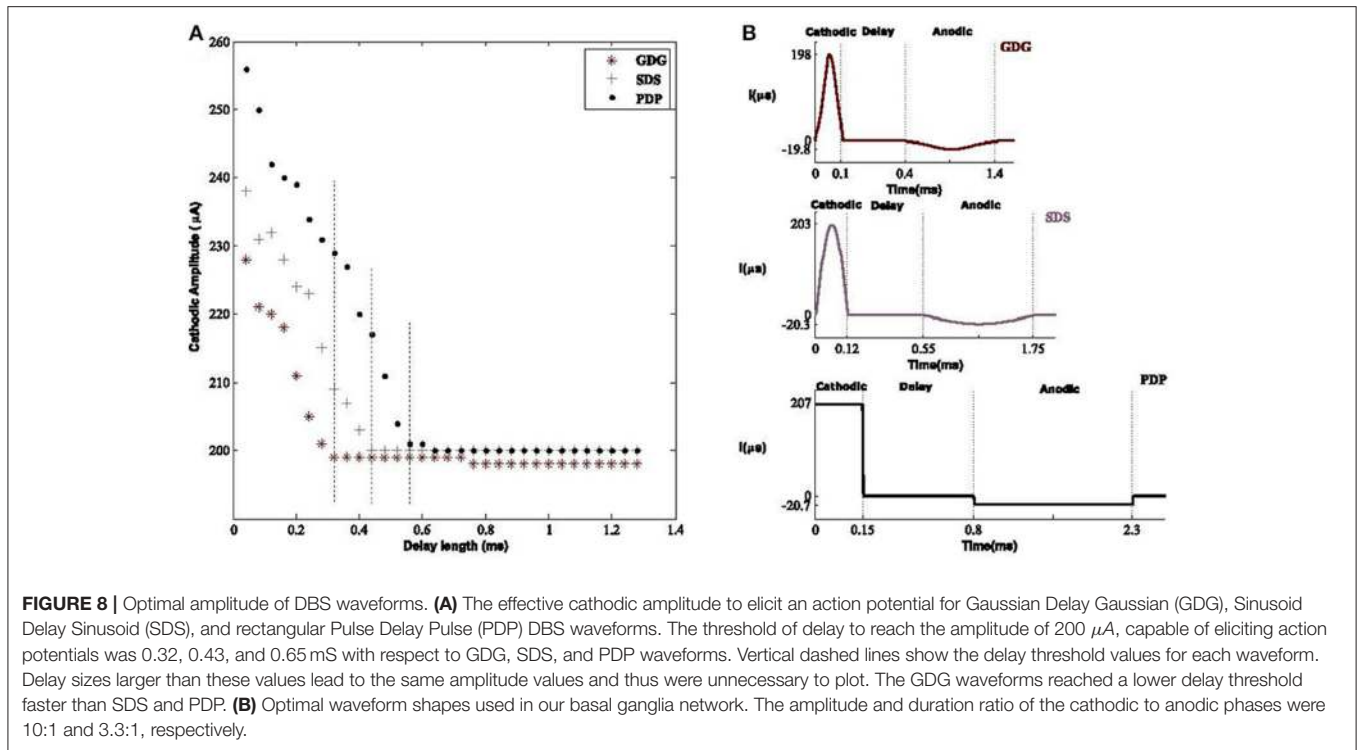 A
260
250
240
230
220
210
200
Cathodic Amplitude ( μA)
0 0.2 0.4 0.6 0.8 1 1.2 1.4
Delay length (ms)
GDG
SDS
PDP
B
Cathodic Delay Anodic
GDG
198
0
-19.8
I(μs)
0 0.1 0.4 1.4
Time(ms)
Cathodic Delay Anodic
SDS
203
0
-20.3
I(μs)
0 0.12 0.55 1.75
Time(ms)
Cathodic Delay Anodic
PDP
207
0
-20.7
I(μs)
0 0.15 0.8 2.3
Time(ms)
FIGURE 8 | Optimal amplitude of DBS waveforms. (A) The effective cathodic amplitude to elicit an action potential for Gaussian Delay Gaussian (GDG), Sinusoid
Delay Sinusoid (SDS), and rectangular Pulse Delay Pulse (PDP) DBS waveforms. The threshold of delay to reach the amplitude of 200 μA, capable of eliciting action
potentials was 0.32, 0.43, and 0.65 mS with respect to GDG, SDS, and PDP waveforms. Vertical dashed lines show the delay threshold values for each waveform.
Delay sizes larger than these values lead to the same amplitude values and thus were unnecessary to plot. The GDG waveforms reached a lower delay threshold
faster than SDS and PDP. (B) Optimal waveform shapes used in our basal ganglia network. The amplitude and duration ratio of the cathodic to anodic phases were
10:1 and 3.3:1, respectively.